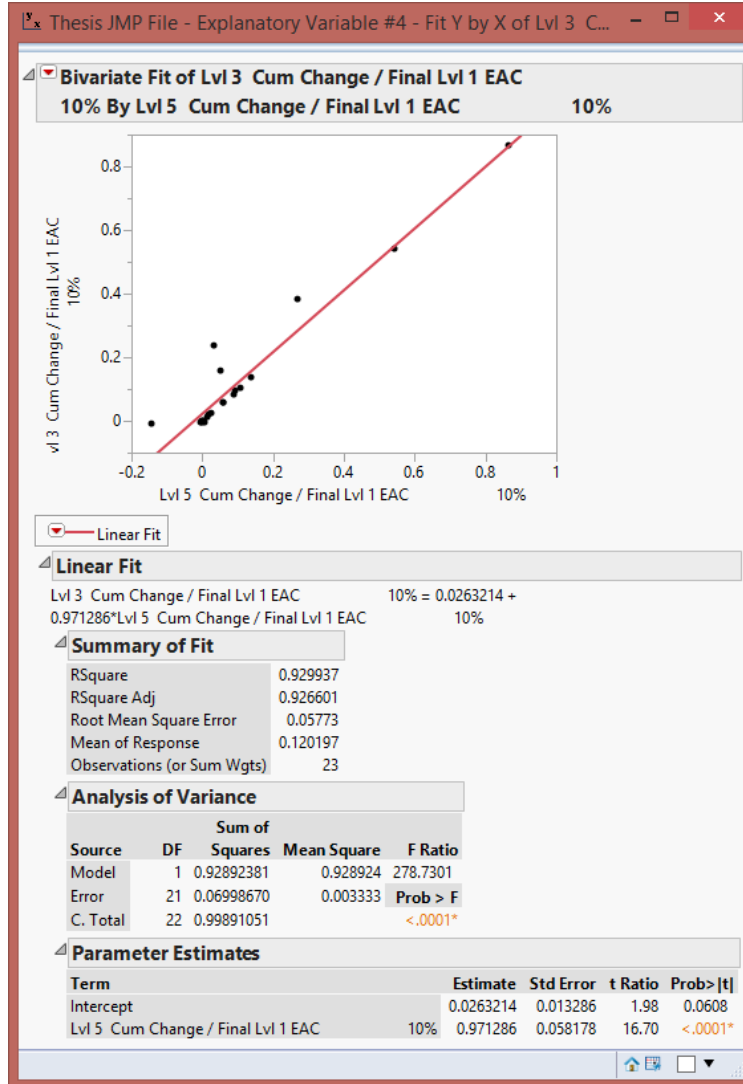 Thesis JMP File - Explanatory Variable #4 - Fit Y by X of Lvl 3 C...
Bivariate Fit of Lvl 3 Cum Change / Final Lvl 1 EAC
10% By Lvl 5 Cum Change / Final Lvl 1 EAC 10%
vl 3 Cum Change / Final Lvl 1 EAC
10%
0.8
0.6
0.4
0.2
0
-0.2 0 0.2 0.4 0.6 0.8 1
Lvl 5 Cum Change / Final Lvl 1 EAC 10%
Linear Fit
Linear Fit
Lvl 3 Cum Change / Final Lvl 1 EAC 10% = 0.0263214 +
0.971286*Lvl 5 Cum Change / Final Lvl 1 EAC 10%
Summary of Fit
RSquare 0.929937
RSquare Adj 0.926601
Root Mean Square Error 0.05773
Mean of Response 0.120197
Observations (or Sum Wgts) 23
Analysis of Variance
Sum of
Source DF Squares Mean Square F Ratio
Model 1 0.92892381 0.928924 278.7301
Error 21 0.06998670 0.003333 Prob > F
C. Total 22 0.99891051 <.0001*
Parameter Estimates
Term Estimate Std Error t Ratio Prob>|t|
Intercept 0.0263214 0.013286 1.98 0.0608
Lvl 5 Cum Change / Final Lvl 1 EAC 10% 0.971286 0.058178 16.70 <.0001*